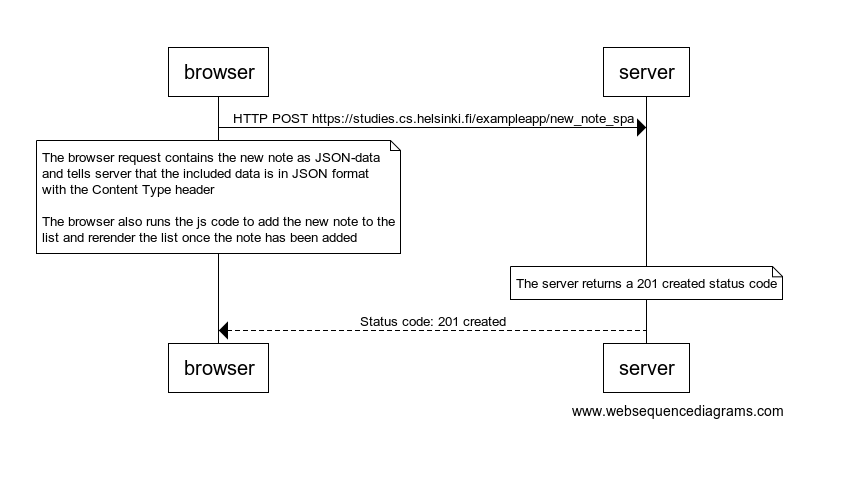 browser
server
HTTP POST https://studies.cs.helsinki.fi/exampleapp/new_note_spa
The browser request contains the new note as JSON-data
and tells server that the included data is in JSON format
with the Content Type header
The browser also runs the js code to add the new note to the
list and rerender the list once the note has been added
The server returns a 201 created status code
Status code: 201 created
browser
server
www.websequencediagrams.com